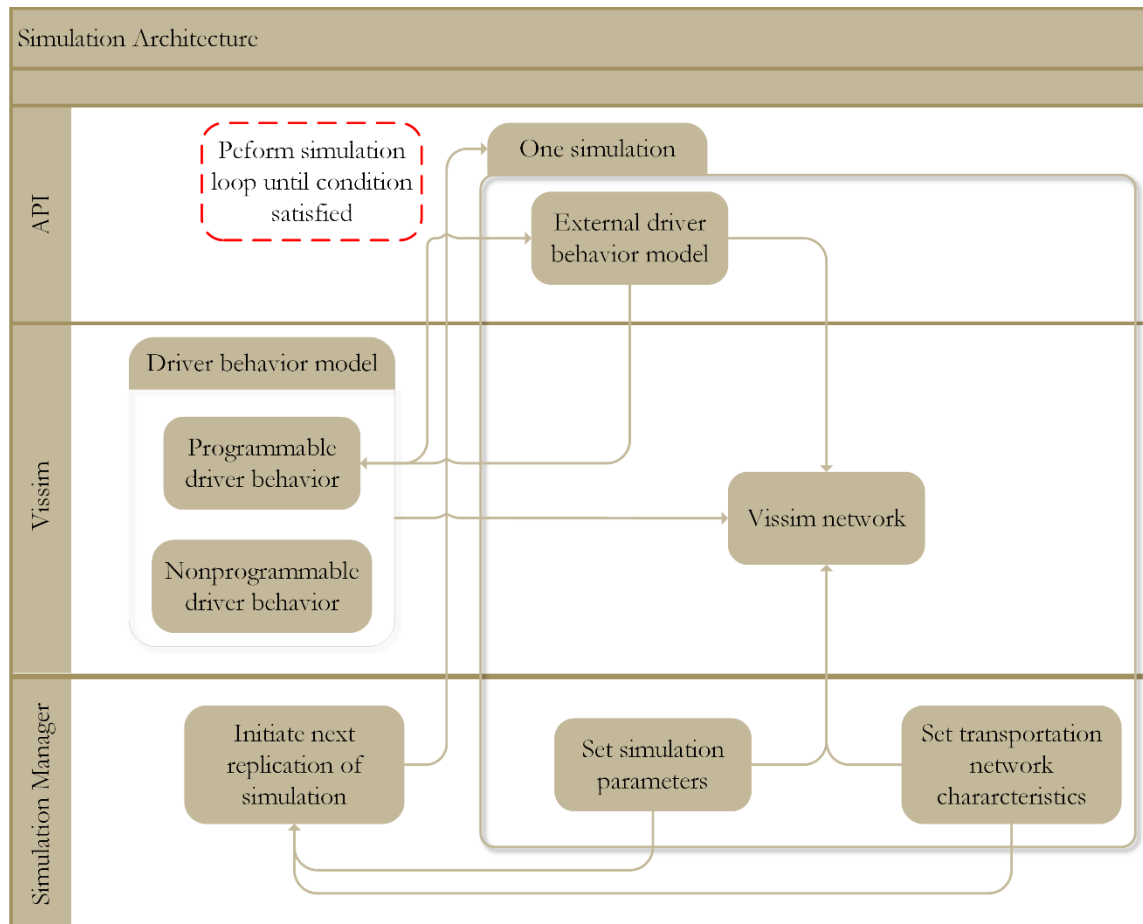 Simulation Architecture
API
Peform simulation
loop until condition
satisfied
One simulation
External driver
behavior model
Vissim
Driver behavior model
Programmable
driver behavior
Nonprogrammable
driver behavior
Vissim network
Simulation Manager
Initiate next
replication of
simulation
Set simulation
parameters
Set transportation
network
chararcteristics